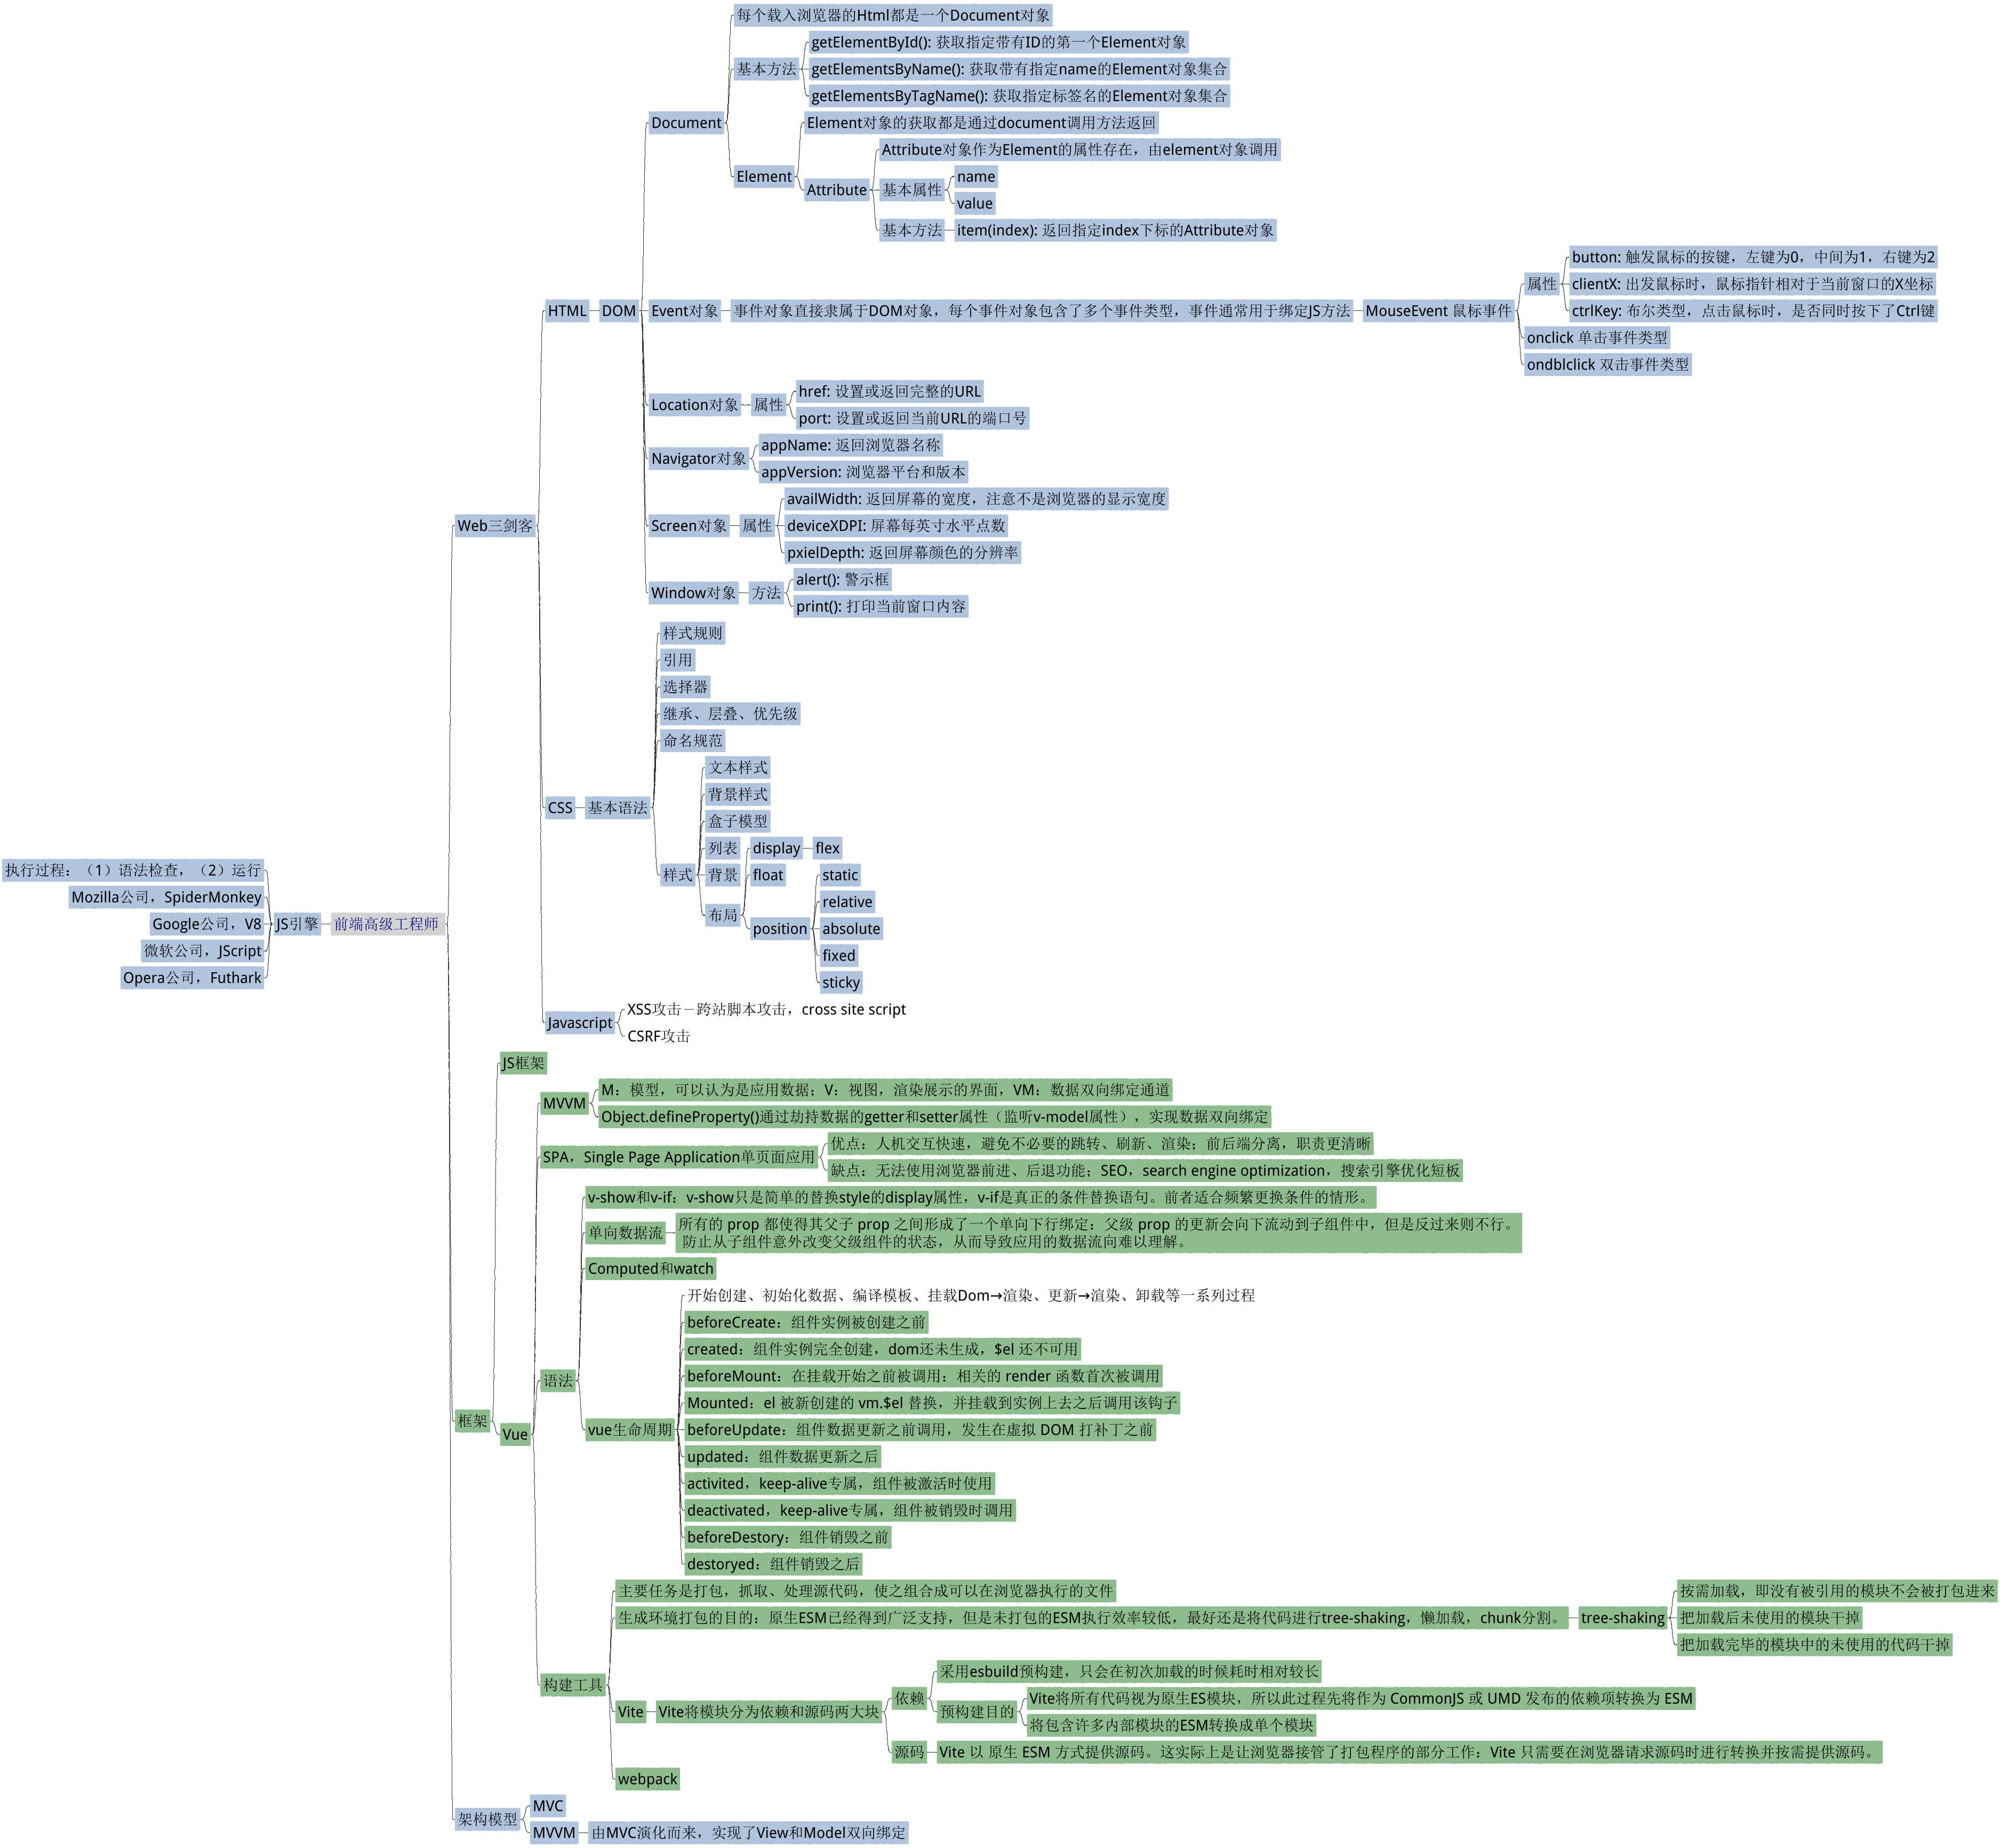 每个载入浏览器的Html都是一个Document对象
getElementById(): 获取指定带有ID的第一个Element对象
基本方法
getElementsByName(): 获取带有指定name的Element对象集合
getElementsByTagName(): 获取指定标签名的Element对象集合
Document
Element对象的获取都是通过document调用方法返回
Attribute对象作为Element的属性存在，由element对象调用
Element
name
Attribute
基本属性
value
基本方法
item(index): 返回指定index下标的Attribute对象
button: 触发鼠标的按键，左键为0，中间为1，右键为2
属性
clientX: 出发鼠标时，鼠标指针相对于当前窗口的X坐标
HTML
DOM
Event对象
事件对象直接隶属于DOM对象，每个事件对象包含了多个事件类型，事件通常用于绑定JS方法
MouseEvent 鼠标事件
ctrlKey: 布尔类型，点击鼠标时，是否同时按下了Ctrl键
onclick 单击事件类型
ondblclick 双击事件类型
href: 设置或返回完整的URL
Location对象
属性
port: 设置或返回当前URL的端口号
appName: 返回浏览器名称
Navigator对象
appVersion: 浏览器平台和版本
availWidth: 返回屏幕的宽度，注意不是浏览器的显示宽度
Web三剑客
Screen对象
属性
deviceXDPI: 屏幕每英寸水平点数
pxielDepth: 返回屏幕颜色的分辨率
alert(): 警示框
Window对象
方法
print(): 打印当前窗口内容
样式规则
引用
选择器
继承、层叠、优先级
命名规范
文本样式
背景样式
CSS
基本语法
盒子模型
列表
display
flex
样式
背景
float
static
relative
布局
position
absolute
fixed
sticky
执行过程：（1）语法检查，（2）运行
Mozilla公司，SpiderMonkey
Google公司，V8
JS引擎
前端高级工程师
微软公司，JScript
Opera公司，Futhark
XSS攻击－跨站脚本攻击，cross site script
Javascript
CSRF攻击
JS框架
M：模型，可以认为是应用数据；V：视图，渲染展示的界面，VM：数据双向绑定通道
MVVM
Object.defineProperty()通过劫持数据的getter和setter属性（监听v-model属性），实现数据双向绑定
优点：人机交互快速，避免不必要的跳转、刷新、渲染；前后端分离，职责更清晰
SPA，Single Page Application单页面应用
缺点：无法使用浏览器前进、后退功能；SEO，search engine optimization，搜索引擎优化短板
v-show和v-if：v-show只是简单的替换style的display属性，v-if是真正的条件替换语句。前者适合频繁更换条件的情形。
单向数据流
所有的 prop 都使得其父子 prop 之间形成了一个单向下行绑定：父级 prop 的更新会向下流动到子组件中，但是反过来则不行。
防止从子组件意外改变父级组件的状态，从而导致应用的数据流向难以理解。
Computed和watch
开始创建、初始化数据、编译模板、挂载Dom→渲染、更新→渲染、卸载等一系列过程
beforeCreate：组件实例被创建之前
created：组件实例完全创建，dom还未生成，$el 还不可用
语法
beforeMount：在挂载开始之前被调用：相关的 render 函数首次被调用
Mounted：el 被新创建的 vm.$el 替换，并挂载到实例上去之后调用该钩子
框架
Vue
vue生命周期
beforeUpdate：组件数据更新之前调用，发生在虚拟 DOM 打补丁之前
updated：组件数据更新之后
activited，keep-alive专属，组件被激活时使用
deactivated，keep-alive专属，组件被销毁时调用
beforeDestory：组件销毁之前
destoryed：组件销毁之后
主要任务是打包，抓取、处理源代码，使之组合成可以在浏览器执行的文件
按需加载，即没有被引用的模块不会被打包进来
生成环境打包的目的：原生ESM已经得到广泛支持，但是未打包的ESM执行效率较低，最好还是将代码进行tree-shaking，懒加载，chunk分割。
tree-shaking
把加载后未使用的模块干掉
把加载完毕的模块中的未使用的代码干掉
构建工具
采用esbuild预构建，只会在初次加载的时候耗时相对较长
依赖
Vite将所有代码视为原生ES模块，所以此过程先将作为 CommonJS 或 UMD 发布的依赖项转换为 ESM
预构建目的
Vite
Vite将模块分为依赖和源码两大块
将包含许多内部模块的ESM转换成单个模块
源码
Vite 以 原生 ESM 方式提供源码。这实际上是让浏览器接管了打包程序的部分工作：Vite 只需要在浏览器请求源码时进行转换并按需提供源码。
webpack
MVC
架构模型
MVVM
由MVC演化而来，实现了View和Model双向绑定